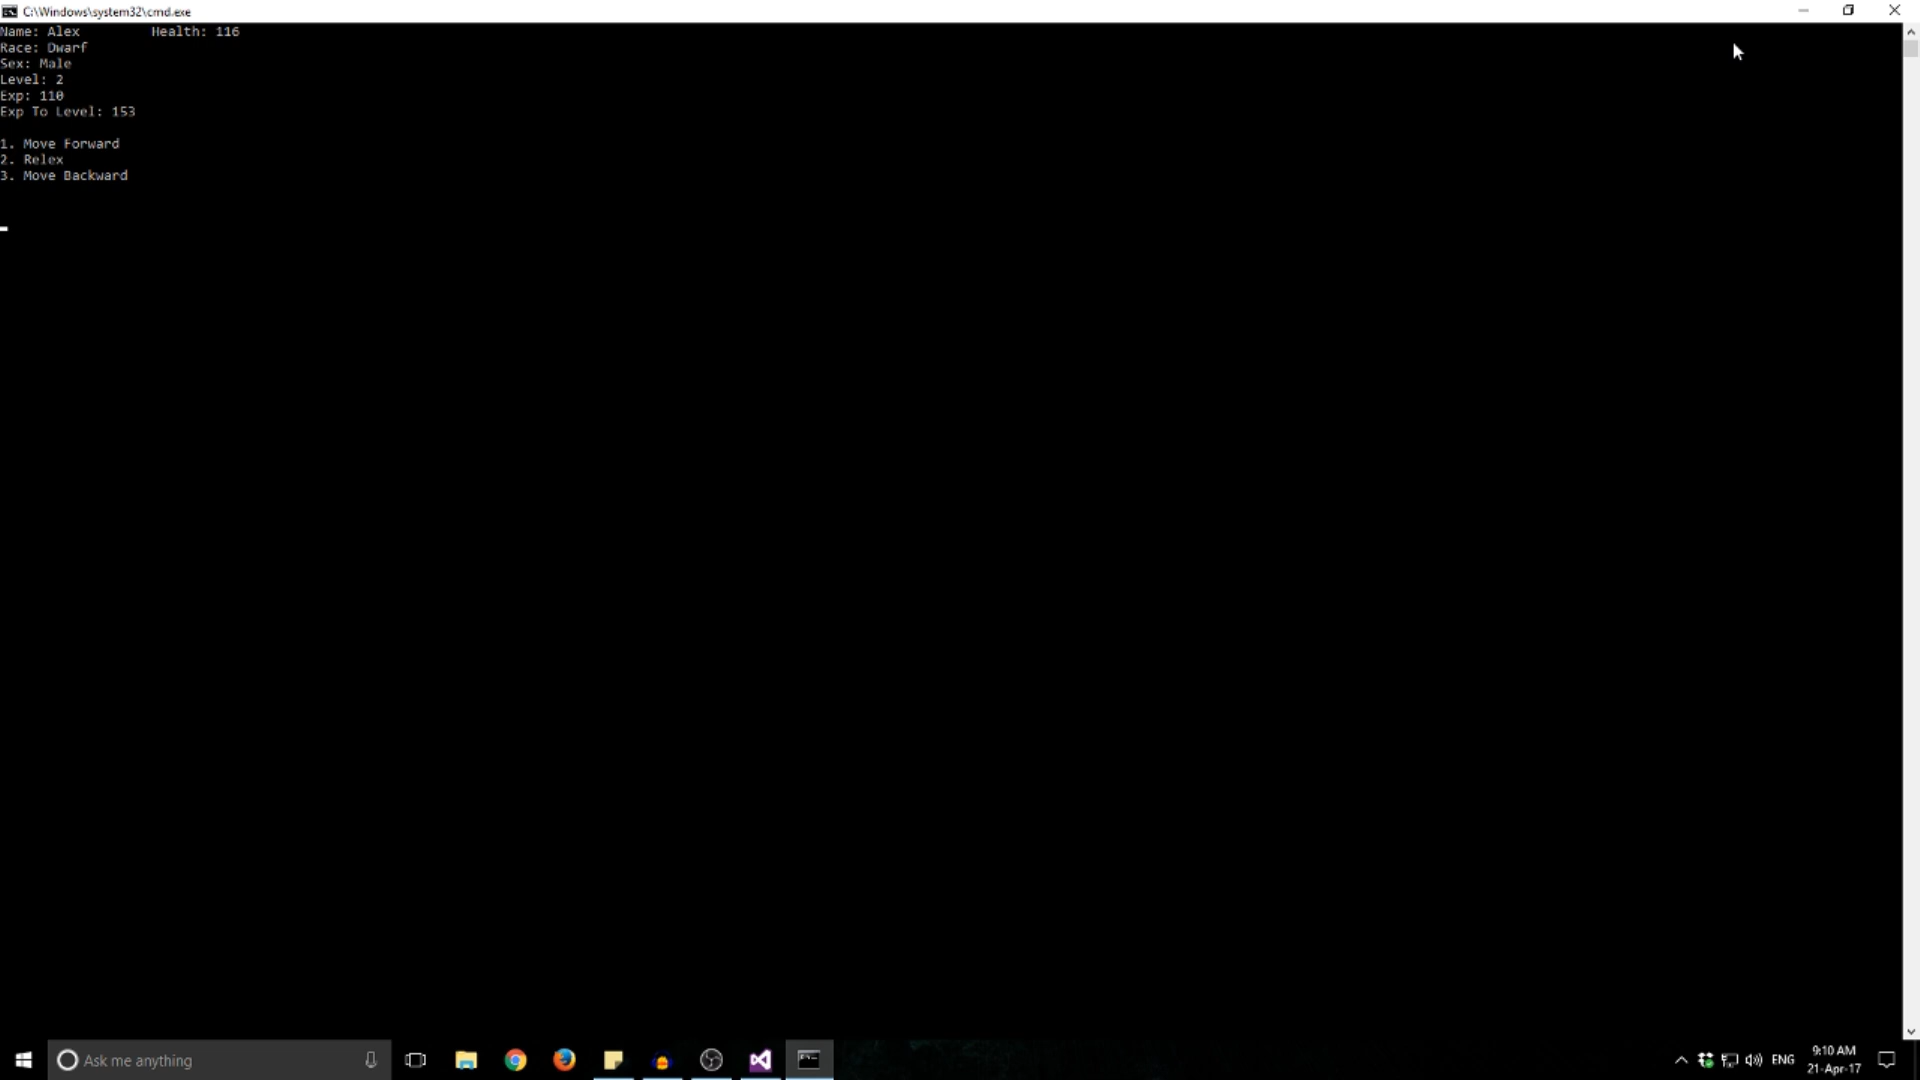 C:\Windows\system32\cmd.exe
Name: Alex Health: 116
Race: Dwarf
Sex: Male
Level: 2
Exp: 110
Exp To Level: 153
1. Move Forward
2. Relex
3. Move Backward
Ask me anything
ENG
9:10 AM
21-Apr-17